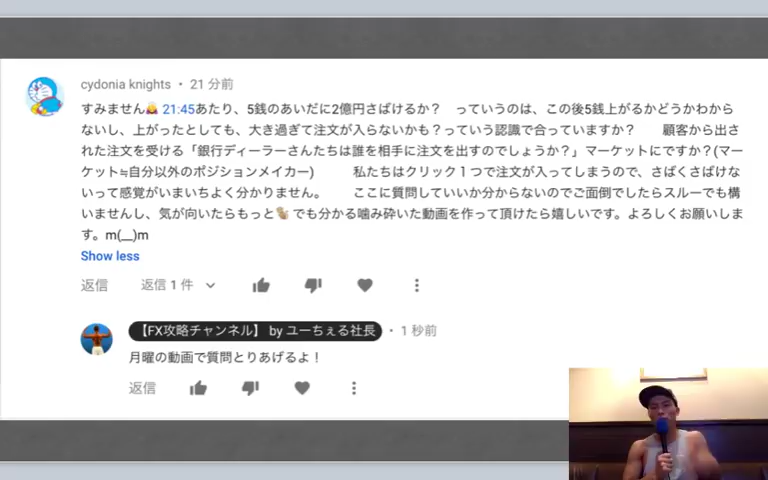 cydonia knights • 21 分前
すみません🙇 21:45あたり、5銭のあいだに2億円さばけるか？　っていうのは、この後5銭上がるかどうかわから
ないし、上がったとしても、大き過ぎて注文が入らないかも？っていう認識で合っていますか？　　顧客から出さ
れた注文を受ける「銀行ディーラーさんたちは誰を相手に注文を出すのでしょうか？」マーケットにですか？(マー
ケット≒自分以外のポジションメイカー)　　　私たちはクリック１つで注文が入ってしまうので、さばくさばけな
いって感覚がいまいちよく分かりません。　　ここに質問していいか分からないのでご面倒でしたらスルーでも構
いませんし、気が向いたらもっと🐒でも分かる噛み砕いた動画を作って頂けたら嬉しいです。よろしくお願いしま
す。m(__)m
Show less
返信 返信 1 件
【FX攻略チャンネル】 by ユーちぇる社長 • 1 秒前
月曜の動画で質問とりあげるよ！
返信